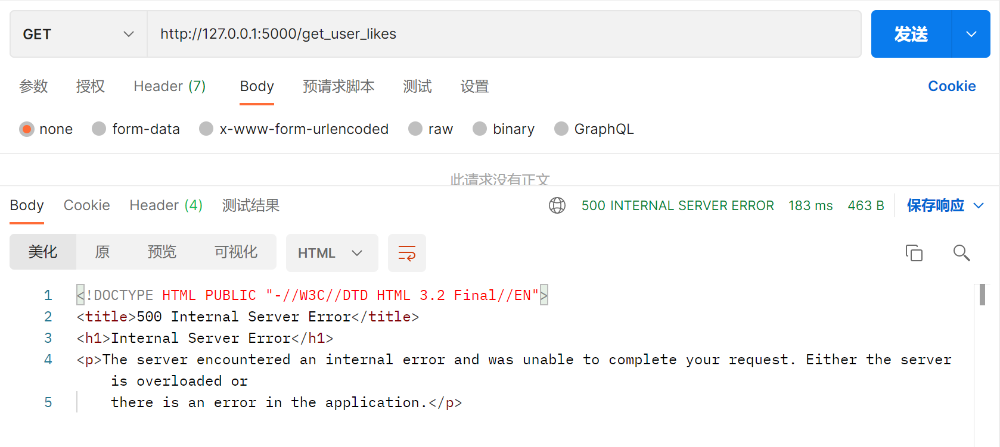 GET http://127.0.0.1:5000/get_user_likes 发送
参数 授权 Header (7) Body 预请求脚本 测试 设置 Cookie
none form-data x-www-form-urlencoded raw binary GraphQL
此请求没有正文
Body Cookie Header (4) 测试结果 500 INTERNAL SERVER ERROR 183 ms 463 B 保存响应
美化 原 预览 可视化 HTML
1 <!DOCTYPE HTML PUBLIC "-//W3C//DTD HTML 3.2 Final//EN">
2 <title>500 Internal Server Error</title>
3 <h1>Internal Server Error</h1>
4 <p>The server encountered an internal error and was unable to complete your request. Either the server
is overloaded or
5 there is an error in the application.</p>